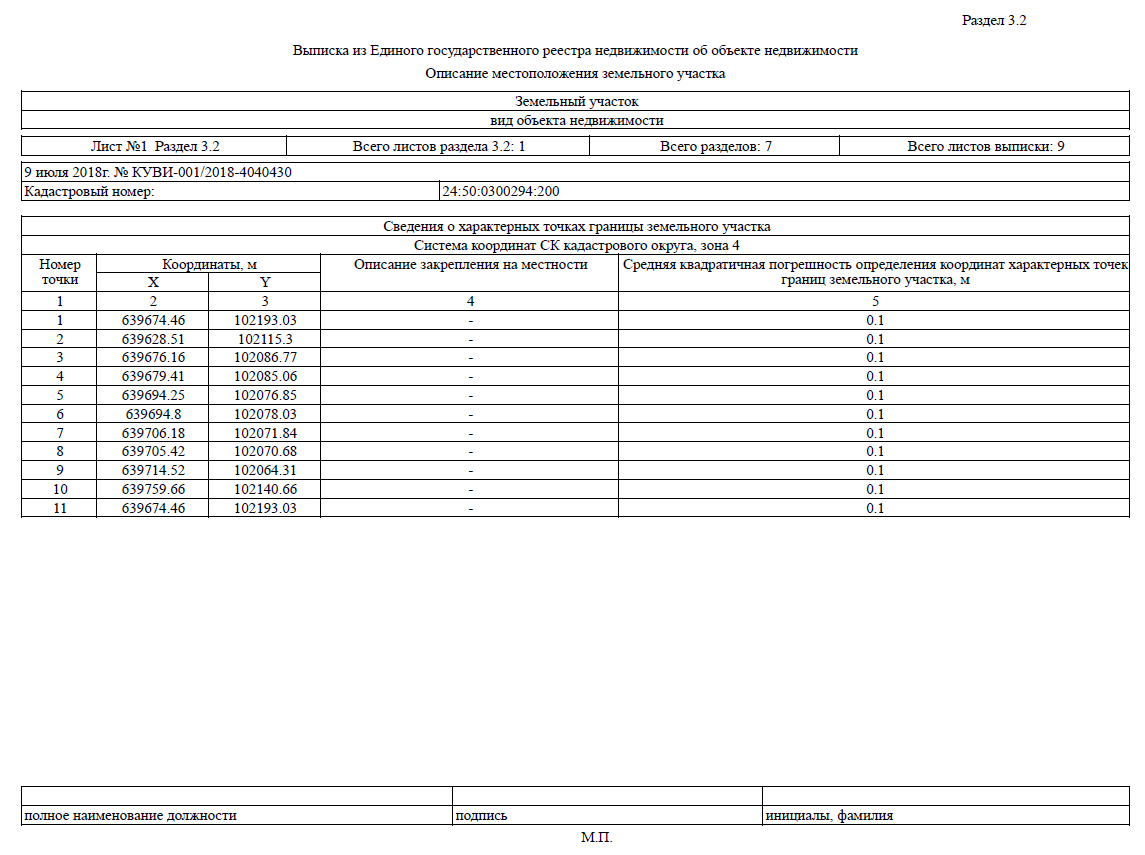 Раздел 3.2
Выписка из Единого государственного реестра недвижимости об объекте недвижимости
Описание местоположения земельного участка
Земельный участок
вид объекта недвижимости
Лист №1 Раздел 3.2 Всего листов раздела 3.2: 1 Всего разделов: 7 Всего листов выписки: 9
9 июля 2018г. № КУВИ-001/2018-4040430
Кадастровый номер: 24:50:0300294:200
Сведения о характерных точках границы земельного участка
Система координат СК кадастрового округа, зона 4
Номер точки Координаты, м Описание закрепления на местности Средняя квадратичная погрешность определения координат характерных точек границ земельного участка, м
X Y
1 2 3 4 5
1 639674.46 102193.03 - 0.1
2 639628.51 102115.3 - 0.1
3 639676.16 102086.77 - 0.1
4 639679.41 102085.06 - 0.1
5 639694.25 102076.85 - 0.1
6 639694.8 102078.03 - 0.1
7 639706.18 102071.84 - 0.1
8 639705.42 102070.68 - 0.1
9 639714.52 102064.31 - 0.1
10 639759.66 102140.66 - 0.1
11 639674.46 102193.03 - 0.1
полное наименование должности подпись инициалы, фамилия
М.П.